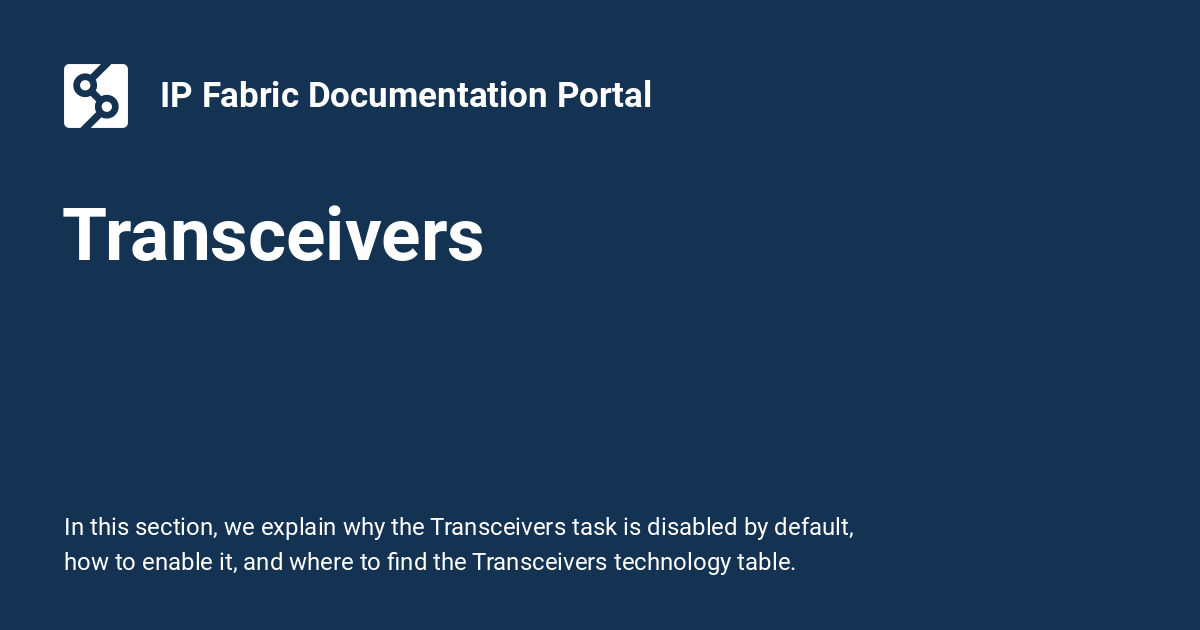 IP Fabric Documentation Portal
Transceivers
In this section, we explain why the Transceivers task is disabled by default,
how to enable it, and where to find the Transceivers technology table.